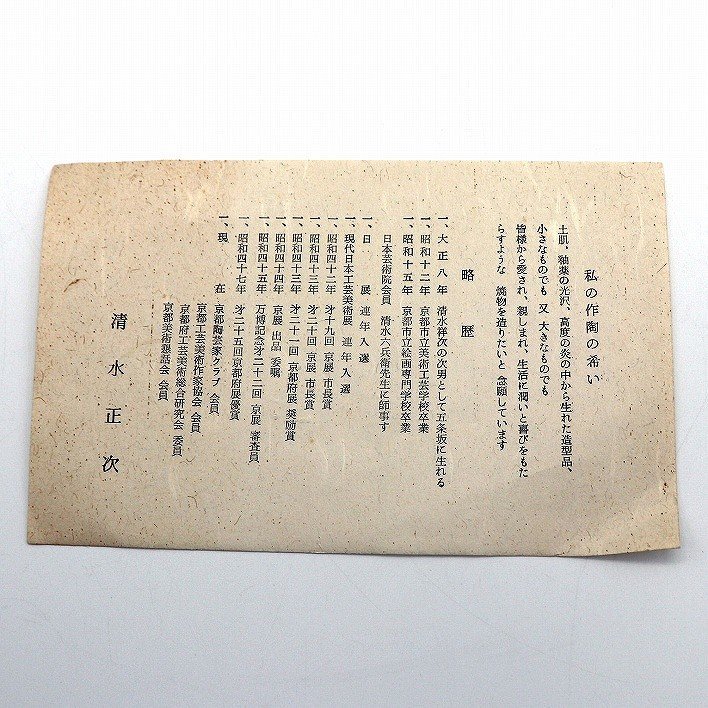 私の作陶の希い
土肌、釉薬の光沢、高度の炎の中から生れた造型品、
小さなものでも 又 大きなものでも
皆様から愛され、親しまれ、生活に潤いと喜びをもた
らすような 焼物を造りたいと 念願しています
略歴
一、大正八年 清水祥次の次男として五条坂に生れる
一、昭和十二年 京都市立美術工芸学校卒業
一、昭和十五年 京都市立絵画専門学校卒業
日本芸術院会員 清水六兵衛先生に師事す
一、日展 連年入選
一、現代日本工芸美術展 連年入選
一、昭和四十二年 才十九回 京展 市長賞
一、昭和四十三年 才二十回 京展 市長賞
一、昭和四十三年 才二十一回 京都府展 奨励賞
一、昭和四十四年 京展 出品 委嘱
一、昭和四十五年 万博記念才二十二回 京展 審査員
一、昭和四十七年 才二十五回京都府展優賞
一、現在 京都陶芸家クラブ 会員
京都工芸美術作家協会 会員
京都府工芸美術総合研究会 委員
京都美術懇話会 会員
清水正次